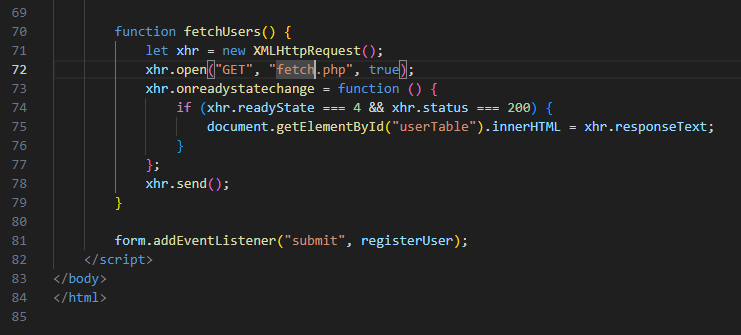 69
70 function fetchUsers() {
71 let xhr = new XMLHttpRequest();
72 xhr.open("GET", "fetch.php", true);
73 xhr.onreadystatechange = function () {
74 if (xhr.readyState === 4 && xhr.status === 200) {
75 document.getElementById("userTable").innerHTML = xhr.responseText;
76 }
77 };
78 xhr.send();
79 }
80
81 form.addEventListener("submit", registerUser);
82 </script>
83 </body>
84 </html>
85